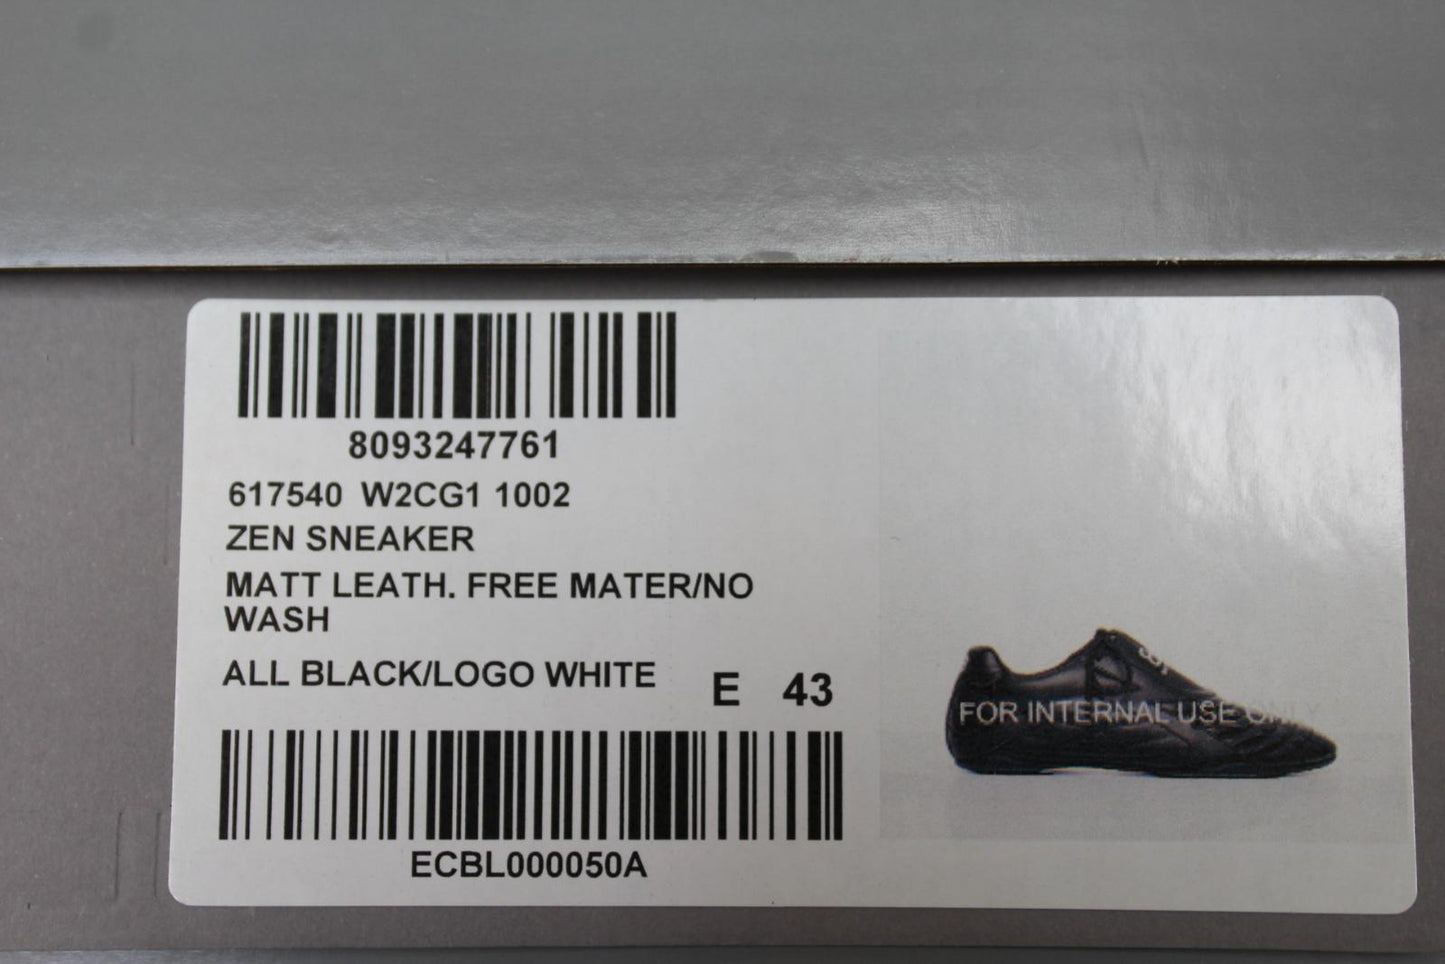 8093247761
617540 W2CG1 1002
ZEN SNEAKER
MATT LEATH. FREE MATER/NO
WASH
ALL BLACK/LOGO WHITE
E 43
FOR INTERNAL USE ONLY
ECBL000050A